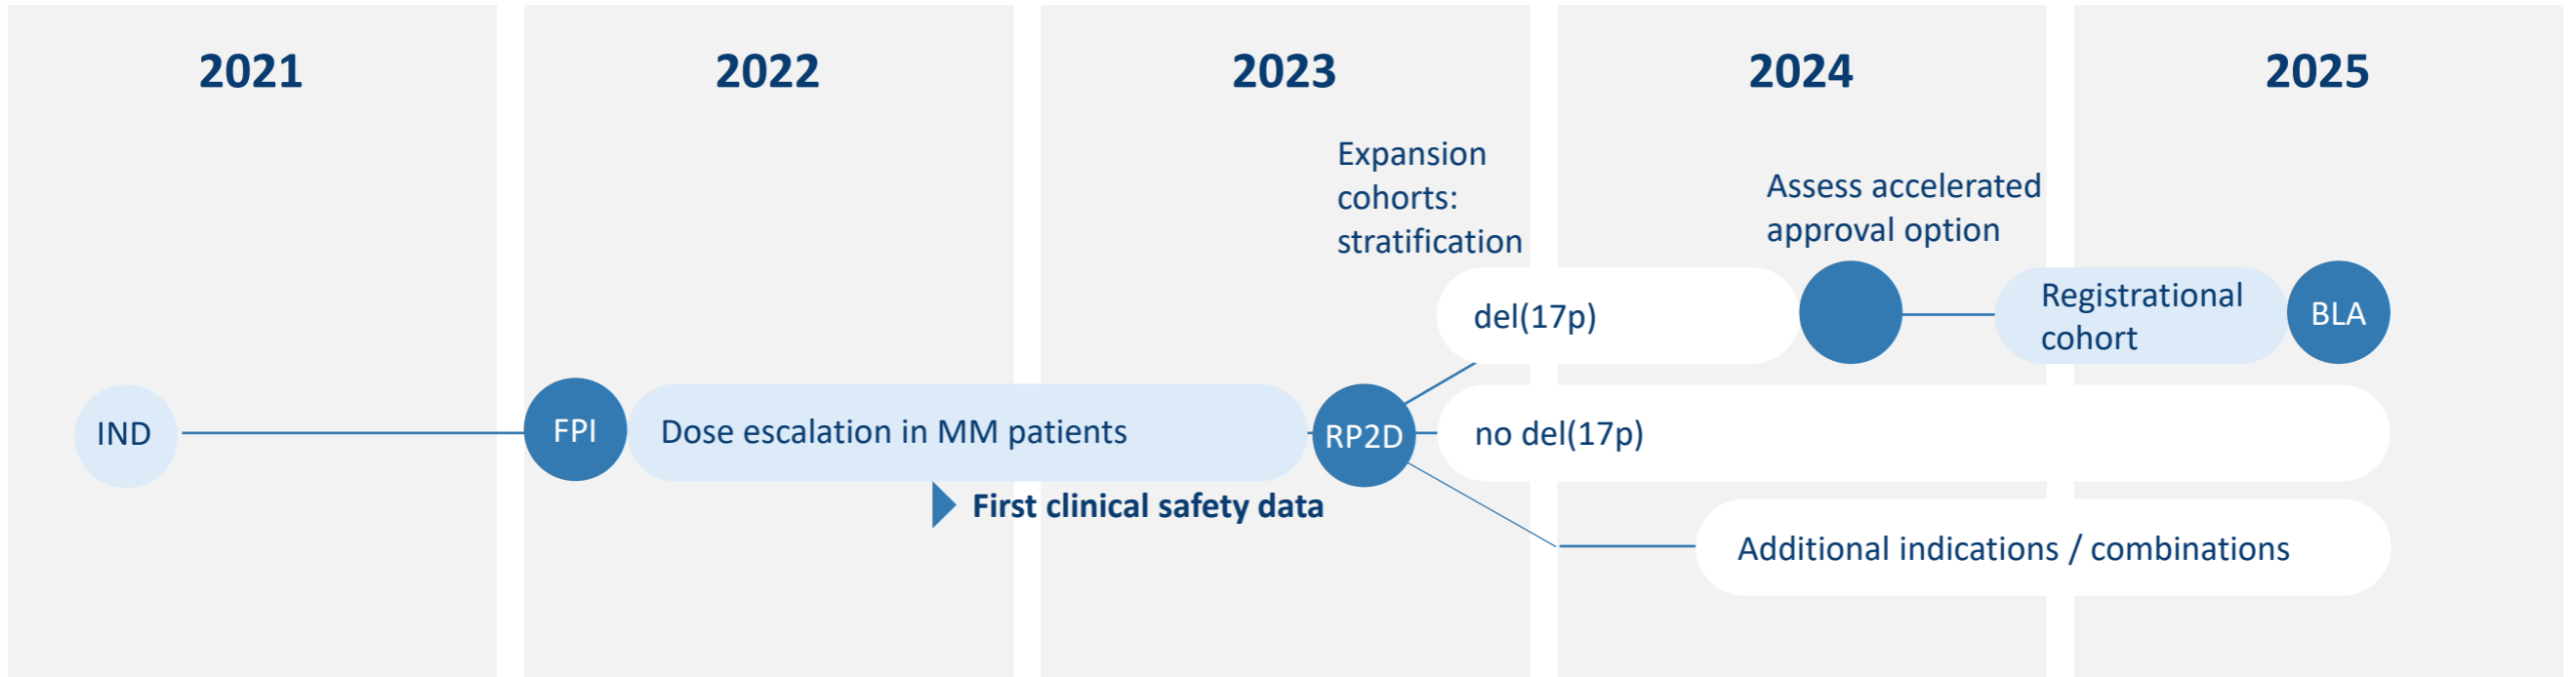 2021
2022
2023
2024
2025
Expansion
cohorts:
stratification
Assess accelerated
approval option
del(17p)
Registrational
cohort
BLA
IND
FPI
Dose escalation in MM patients
RP2D
no del(17p)
First clinical safety data
Additional indications / combinations